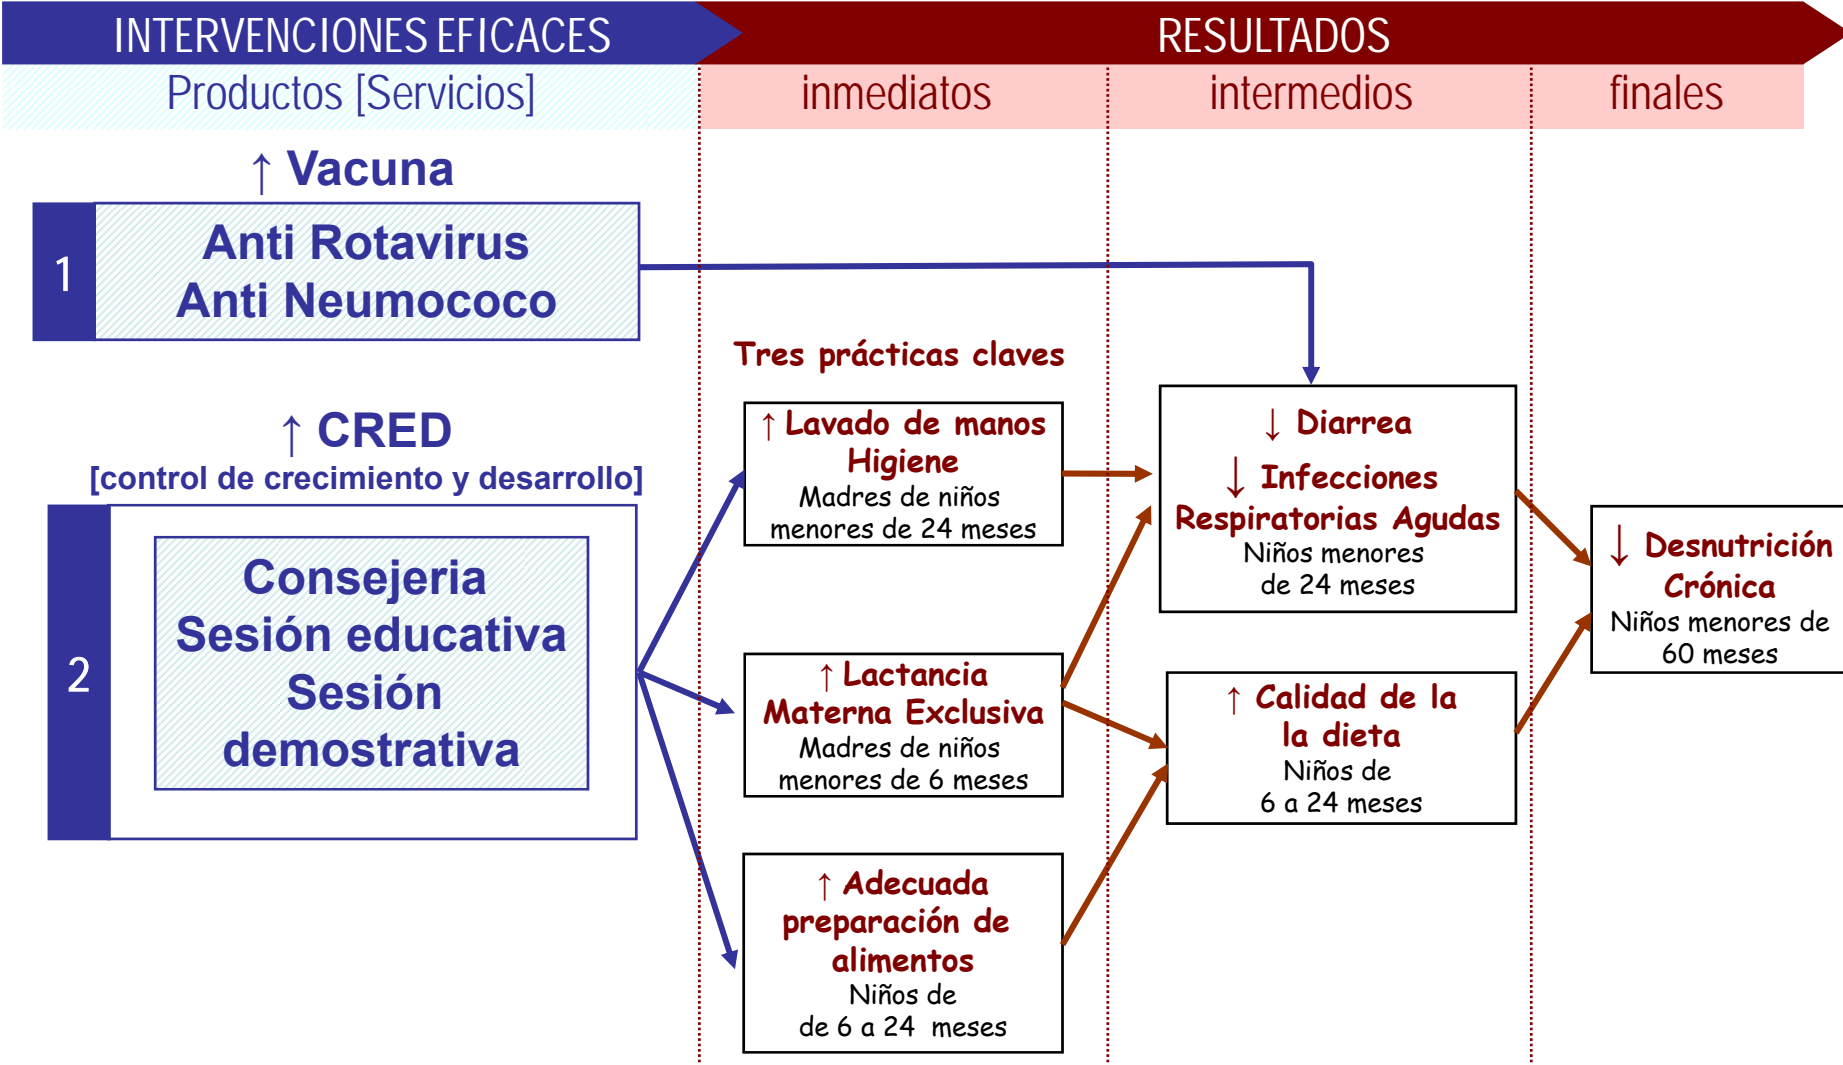 INTERVENCIONES EFICACES
RESULTADOS
Productos [Servicios]
inmediatos
intermedios
finales
↑ Vacuna
1
Anti Rotavirus
Anti Neumococo
↑ CRED
[control de crecimiento y desarrollo]
2
Consejeria
Sesión educativa
Sesión
demostrativa
Tres prácticas claves
↑ Lavado de manos
Higiene
Madres de niños
menores de 24 meses
↑ Lactancia
Materna Exclusiva
Madres de niños
menores de 6 meses
↑ Adecuada
preparación de
alimentos
Niños de
de 6 a 24 meses
↓ Diarrea
↓ Infecciones
Respiratorias Agudas
Niños menores
de 24 meses
↑ Calidad de la
la dieta
Niños de
6 a 24 meses
↓ Desnutrición
Crónica
Niños menores de
60 meses